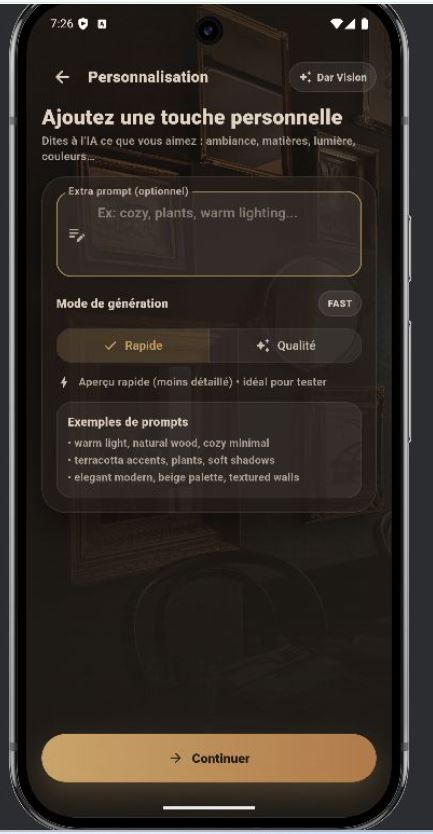 7:26
Personnalisation
Dar Vision
Ajoutez une touche personnelle
Dites à l'IA ce que vous aimez : ambiance, matières, lumière,
couleurs...
Extra prompt (optionnel)
Ex: cozy, plants, warm lighting...
Mode de génération
FAST
Rapide
Qualité
Aperçu rapide (moins détaillé) • idéal pour tester
Exemples de prompts
• warm light, natural wood, cozy minimal
• terracotta accents, plants, soft shadows
• elegant modern, beige palette, textured walls
Continuer